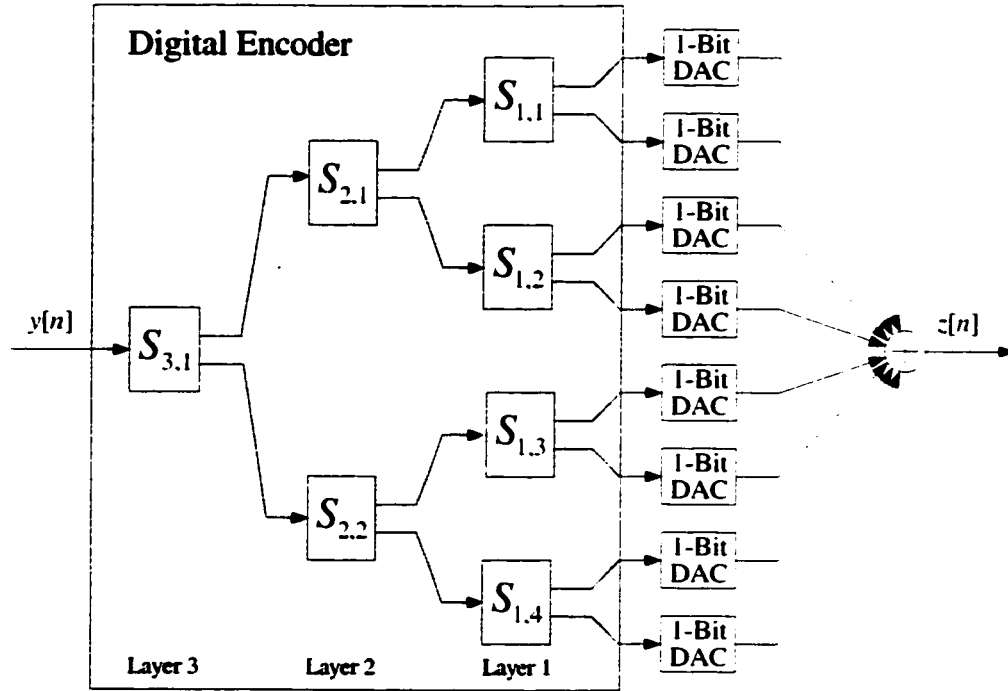 Digital Encoder
y[n]
S3,1
S2,1
S2,2
S1,1
S1,2
S1,3
S1,4
1-Bit
DAC
1-Bit
DAC
1-Bit
DAC
1-Bit
DAC
1-Bit
DAC
1-Bit
DAC
1-Bit
DAC
1-Bit
DAC
z[n]
Layer 3
Layer 2
Layer 1